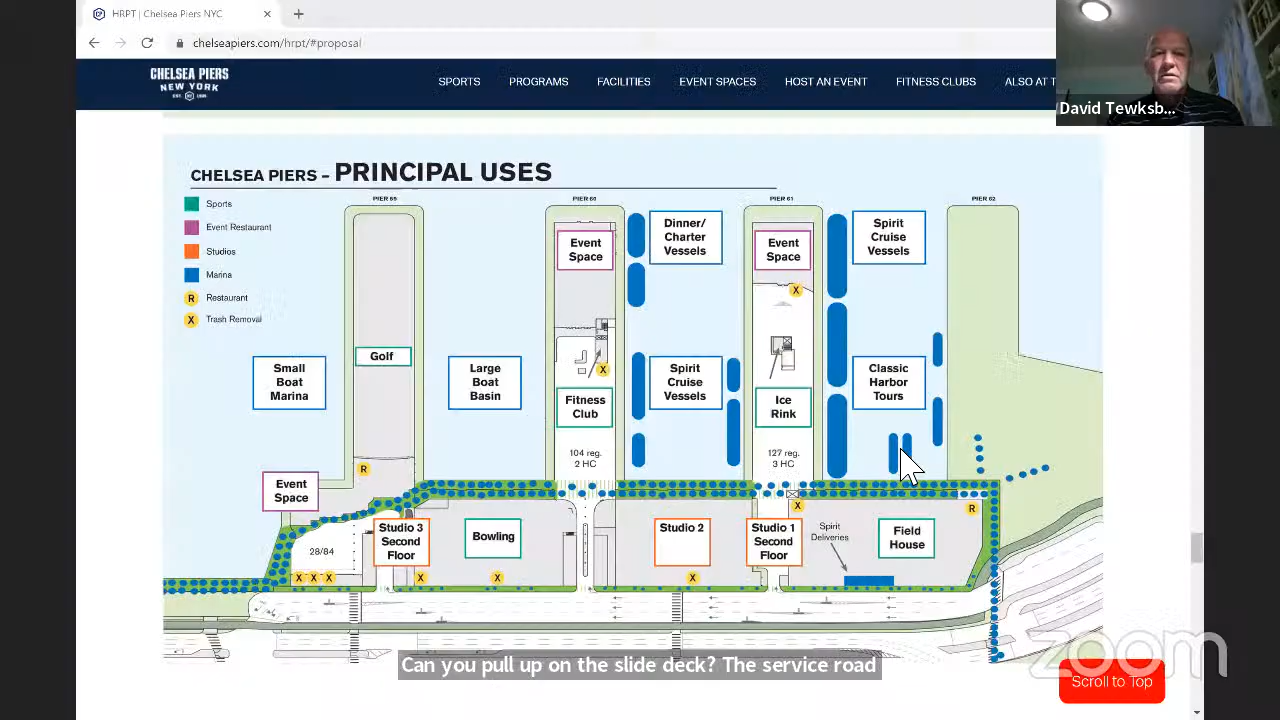 HRPT | Chelsea Piers NYC
chelseapiers.com/hrpt/#proposal
CHELSEA PIERS
NEW YORK
SPORTS PROGRAMS FACILITIES EVENT SPACES HOST AN EVENT FITNESS CLUBS ALSO AT T
David Tewksb...
CHELSEA PIERS – PRINCIPAL USES
Sports
Event Restaurant
Studios
Marina
R Restaurant
X Trash Removal
PIER 59
PIER 60
PIER 61
PIER 62
Event
Space
Dinner/
Charter
Vessels
Event
Space
Spirit
Cruise
Vessels
X
Small
Boat
Marina
Golf
Large
Boat
Basin
X
Fitness
Club
Spirit
Cruise
Vessels
Ice
Rink
Classic
Harbor
Tours
104 reg.
2 HC
127 reg.
3 HC
R
Event
Space
X
R
28/84
Studio 3
Second
Floor
Bowling
Studio 2
Studio 1
Second
Floor
Spirit
Deliveries
Field
House
X X X X X X
zoom
Can you pull up on the slide deck? The service road
Scroll to Top